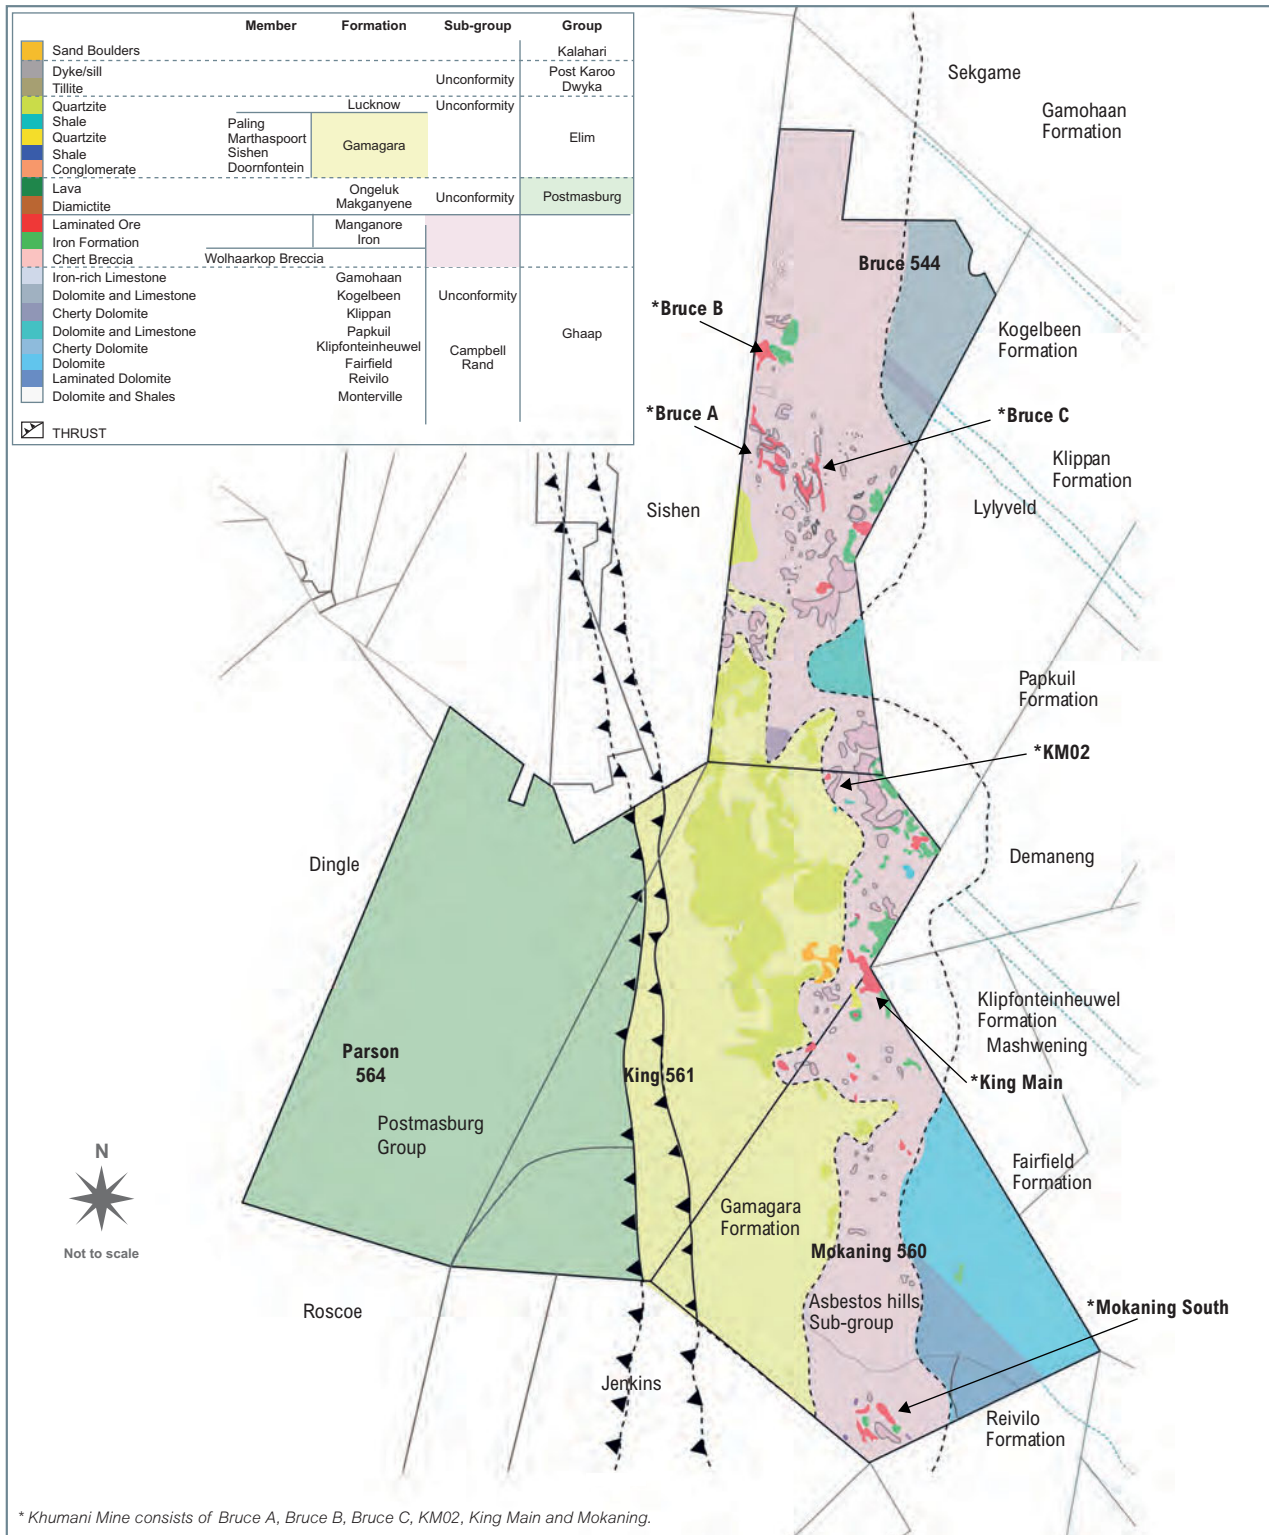 Member Formation Sub-group Group
Sand Boulders Kalahari
Dyke/sill Unconformity Post Karoo
Tillite Dwyka
Quartzite Lucknow Unconformity
Shale Paling
Quartzite Marthaspoort Gamagara Elim
Shale Sishen
Conglomerate Doornfontein
Lava Ongeluk Unconformity Postmasburg
Diamictite Makganyene
Laminated Ore Manganore
Iron Formation Iron
Chert Breccia Wolhaarkop Breccia
Iron-rich Limestone Gamohaan
Dolomite and Limestone Kogelbeen Unconformity
Cherty Dolomite Klippan
Dolomite and Limestone Papkuil Ghaap
Cherty Dolomite Klipfonteinheuwel Campbell
Dolomite Fairfield Rand
Laminated Dolomite Reivilo
Dolomite and Shales Monterville
THRUST
Sekgame
Gamohaan
Formation
Bruce 544
*Bruce B
Kogelbeen
Formation
*Bruce A
*Bruce C
Klippan
Formation
Sishen
Lylyveld
Papkuil
Formation
*KM02
Dingle
Demaneng
Klipfonteinheuwel
Formation
Mashwening
Parson
564
King 561
*King Main
Postmasburg
Group
N
Not to scale
Fairfield
Formation
Gamagara
Formation
Mokaning 560
Asbestos hills
Sub-group
*Mokaning South
Roscoe
Jenkins
Reivilo
Formation
* Khumani Mine consists of Bruce A, Bruce B, Bruce C, KM02, King Main and Mokaning.